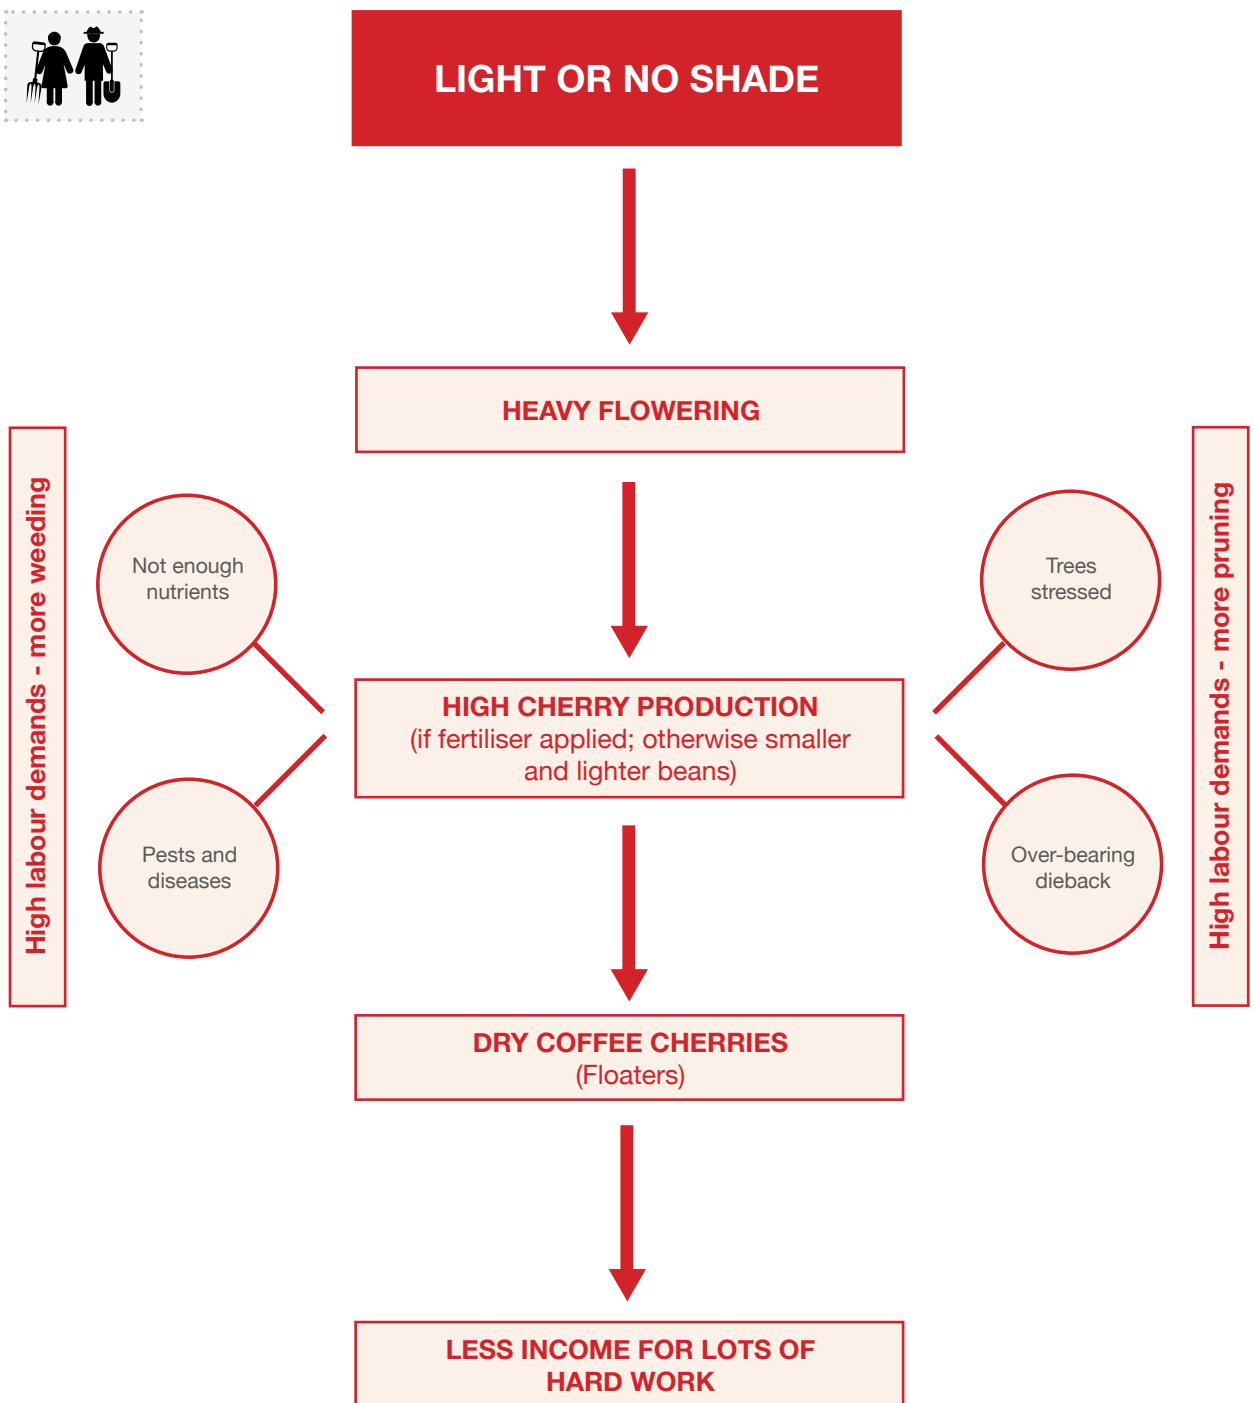 LIGHT OR NO SHADE
HEAVY FLOWERING
High labour demands - more weeding
Not enough
nutrients
Trees
stressed
High labour demands - more pruning
HIGH CHERRY PRODUCTION
(if fertiliser applied; otherwise smaller
and lighter beans)
Pests and
diseases
Over-bearing
dieback
DRY COFFEE CHERRIES
(Floaters)
LESS INCOME FOR LOTS OF
HARD WORK